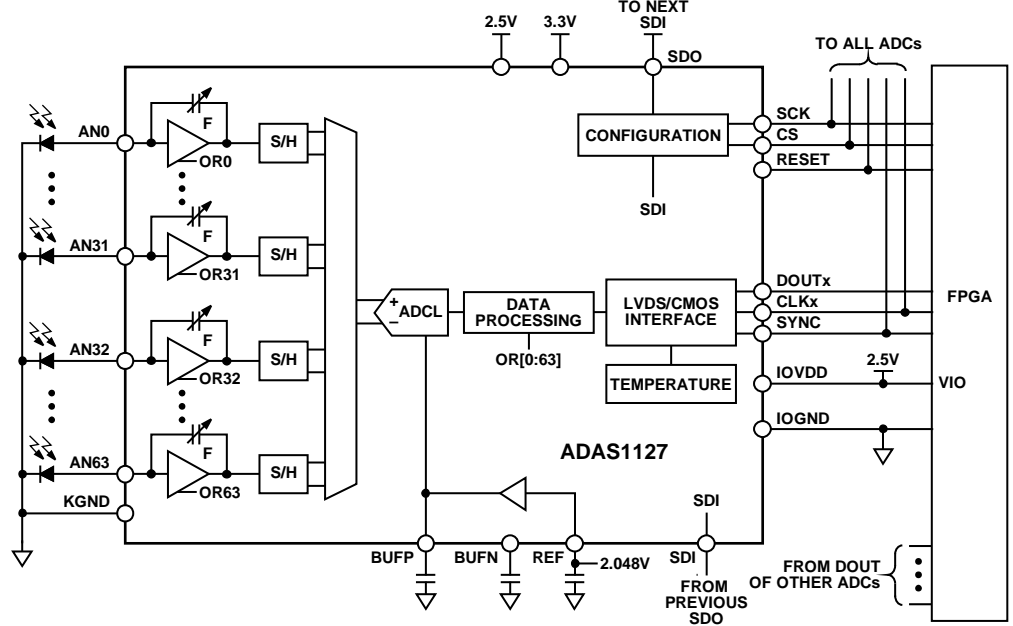 2.5V
3.3V
TO NEXT
SDI
SDO
TO ALL ADCs
AN0
F
OR0
S/H
CONFIGURATION
SCK
CS
RESET
SDI
AN31
F
OR31
S/H
+
−
ADCL
DATA
PROCESSING
OR[0:63]
LVDS/CMOS
INTERFACE
DOUTx
CLKx
SYNC
FPGA
AN32
F
OR32
S/H
TEMPERATURE
IOVDD
2.5V
VIO
IOGND
AN63
F
OR63
S/H
ADAS1127
KGND
SDI
BUFP
BUFN
REF
2.048V
SDI
FROM
PREVIOUS
SDO
FROM DOUT
OF OTHER ADCs